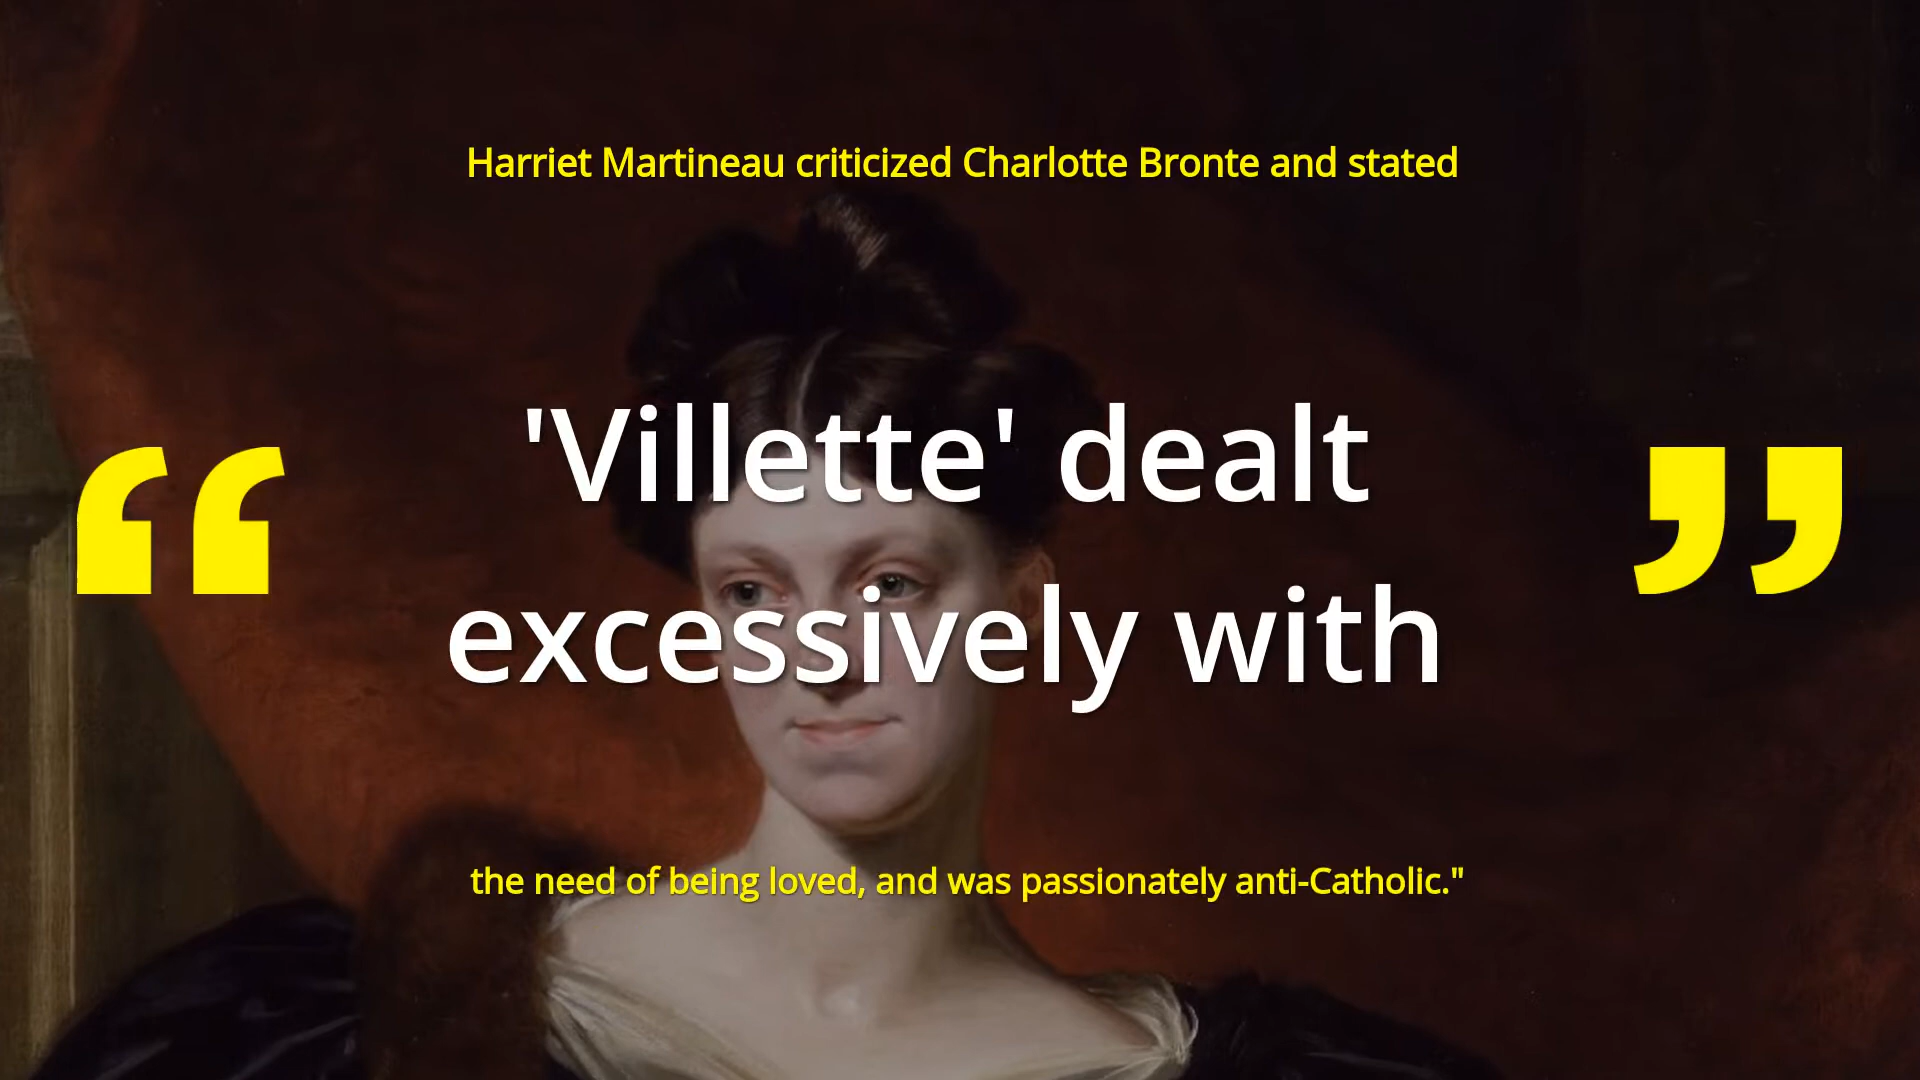 Harriet Martineau criticized Charlotte Bronte and stated
“ 'Villette' dealt ”
excessively with
the need of being loved, and was passionately anti-Catholic."